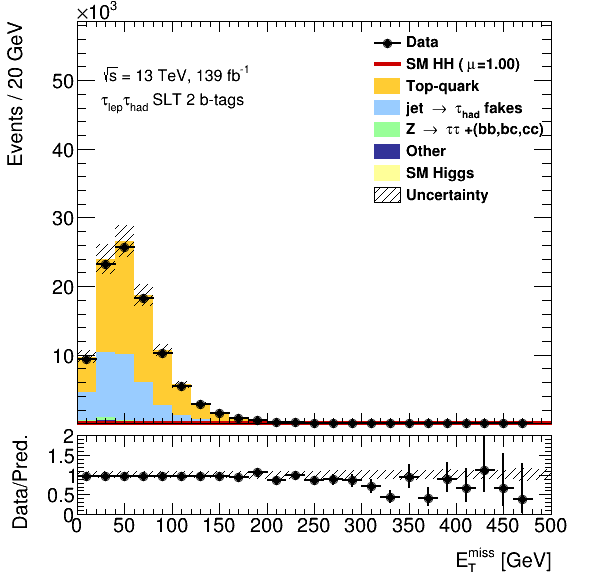 ×10³
Events / 20 GeV
√s = 13 TeV, 139 fb⁻¹
τlepτhad SLT 2 b-tags
Data
SM HH ( μ=1.00)
Top-quark
jet → τhad fakes
Z → ττ +(bb,bc,cc)
Other
SM Higgs
Uncertainty
50
40
30
20
10
Data/Pred.
2
1.5
1
0.5
0
0 50 100 150 200 250 300 350 400 450 500
E_T^miss [GeV]